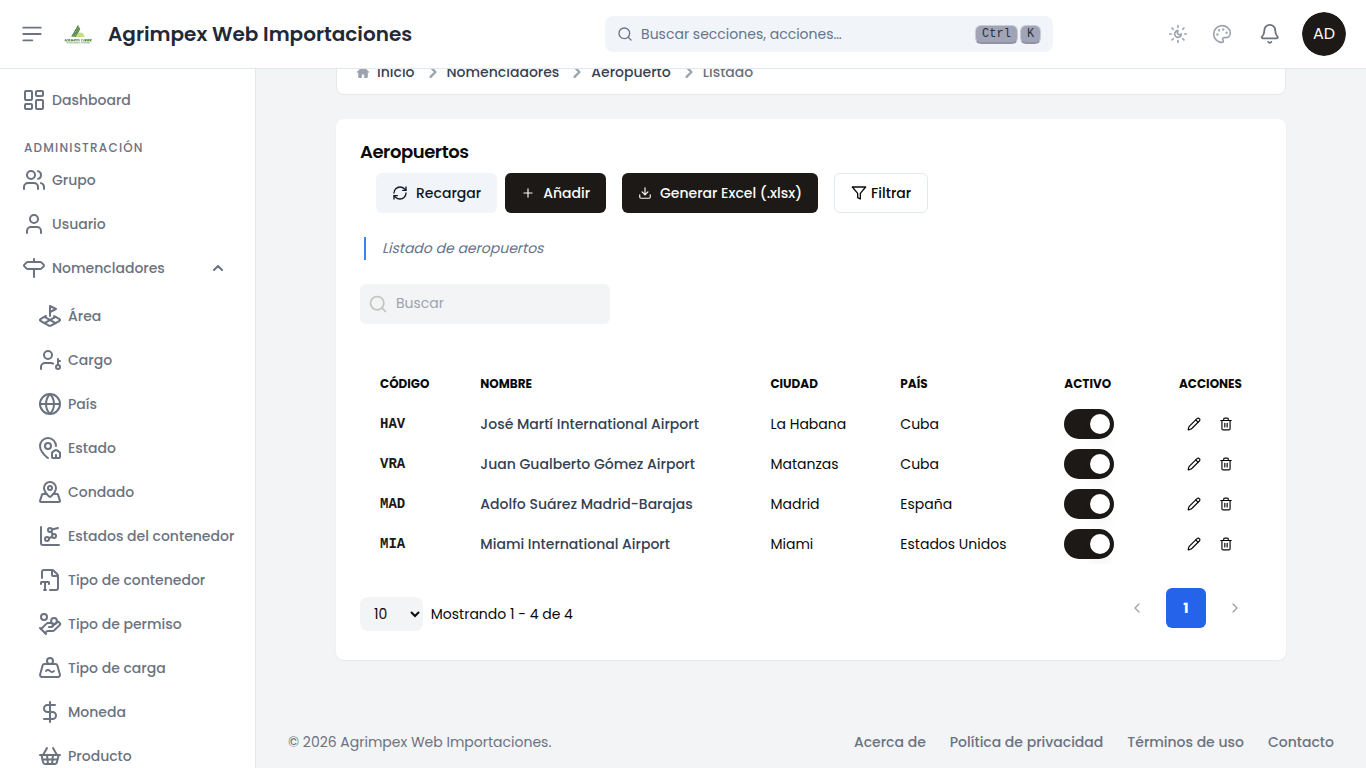 Agrimpex Web Importaciones
Buscar secciones, acciones...
Ctrl K
AD
Inicio Nomencladores Aeropuerto Listado
Dashboard
ADMINISTRACIÓN
Grupo
Usuario
Nomencladores
Área
Cargo
País
Estado
Condado
Estados del contenedor
Tipo de contenedor
Tipo de permiso
Tipo de carga
Moneda
Producto
Aeropuertos
Recargar
Añadir
Generar Excel (.xlsx)
Filtrar
Listado de aeropuertos
Buscar
CÓDIGO NOMBRE CIUDAD PAÍS ACTIVO ACCIONES
HAV José Martí International Airport La Habana Cuba
VRA Juan Gualberto Gómez Airport Matanzas Cuba
MAD Adolfo Suárez Madrid-Barajas Madrid España
MIA Miami International Airport Miami Estados Unidos
10 Mostrando 1 - 4 de 4
1
© 2026 Agrimpex Web Importaciones.
Acerca de Política de privacidad Términos de uso Contacto